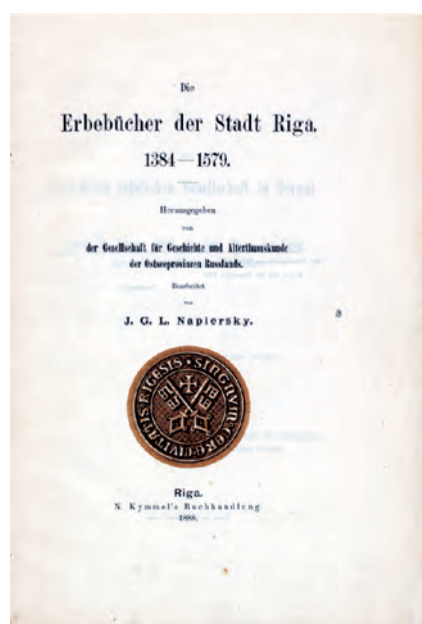 Die
Erbebücher der Stadt Riga.
1384—1579.
Herausgegeben
von
der Gesellschaft für Geschichte und Alterthumskunde
der Ostseeprovinzen Russlands.
Bearbeitet
von
J. G. L. Napiersky.
Riga.
N. Kymmel's Buchhandlung
1888.